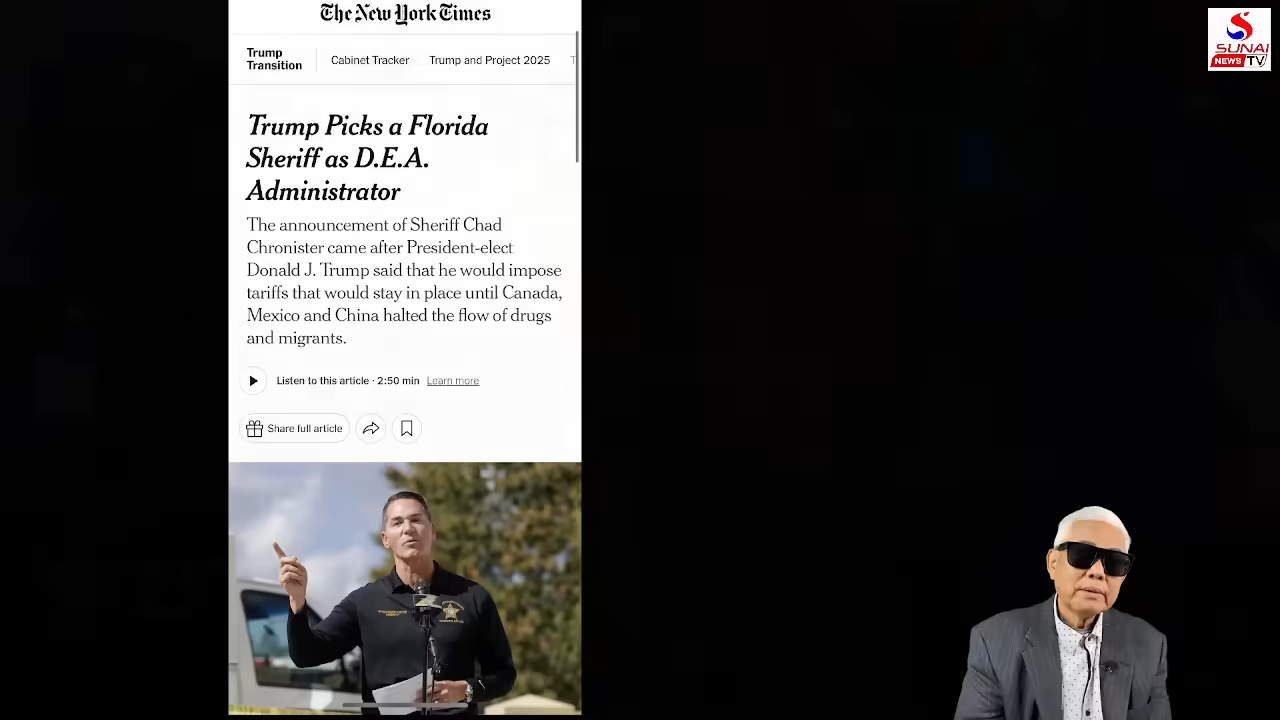 The New York Times
Trump
Transition
Cabinet Tracker
Trump and Project 2025
Trump Picks a Florida
Sheriff as D.E.A.
Administrator
The announcement of Sheriff Chad
Chronister came after President-elect
Donald J. Trump said that he would impose
tariffs that would stay in place until Canada,
Mexico and China halted the flow of drugs
and migrants.
Listen to this article · 2:50 min Learn more
Share full article
SUNAI
NEWS TV